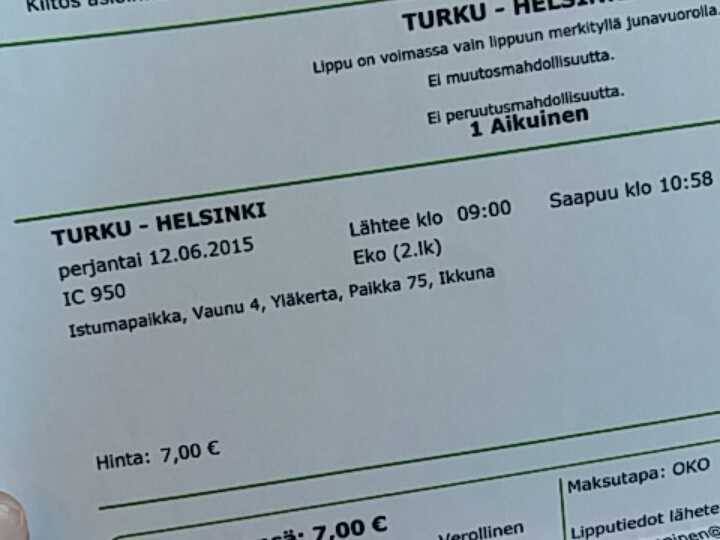 Kiitos
TURKU - HELSINKI
Lippu on voimassa vain lippuun merkityllä junavuorolla.
Ei muutosmahdollisuutta.
Ei peruutusmahdollisuutta.
1 Aikuinen
TURKU - HELSINKI
perjantai 12.06.2015
Lähtee klo 09:00
Saapuu klo 10:58
IC 950
Eko (2.lk)
Istumapaikka, Vaunu 4, Yläkerta, Paikka 75, Ikkuna
Hinta: 7,00 €
7,00 €
Verollinen
Maksutapa: OKO
Lipputiedot lähete